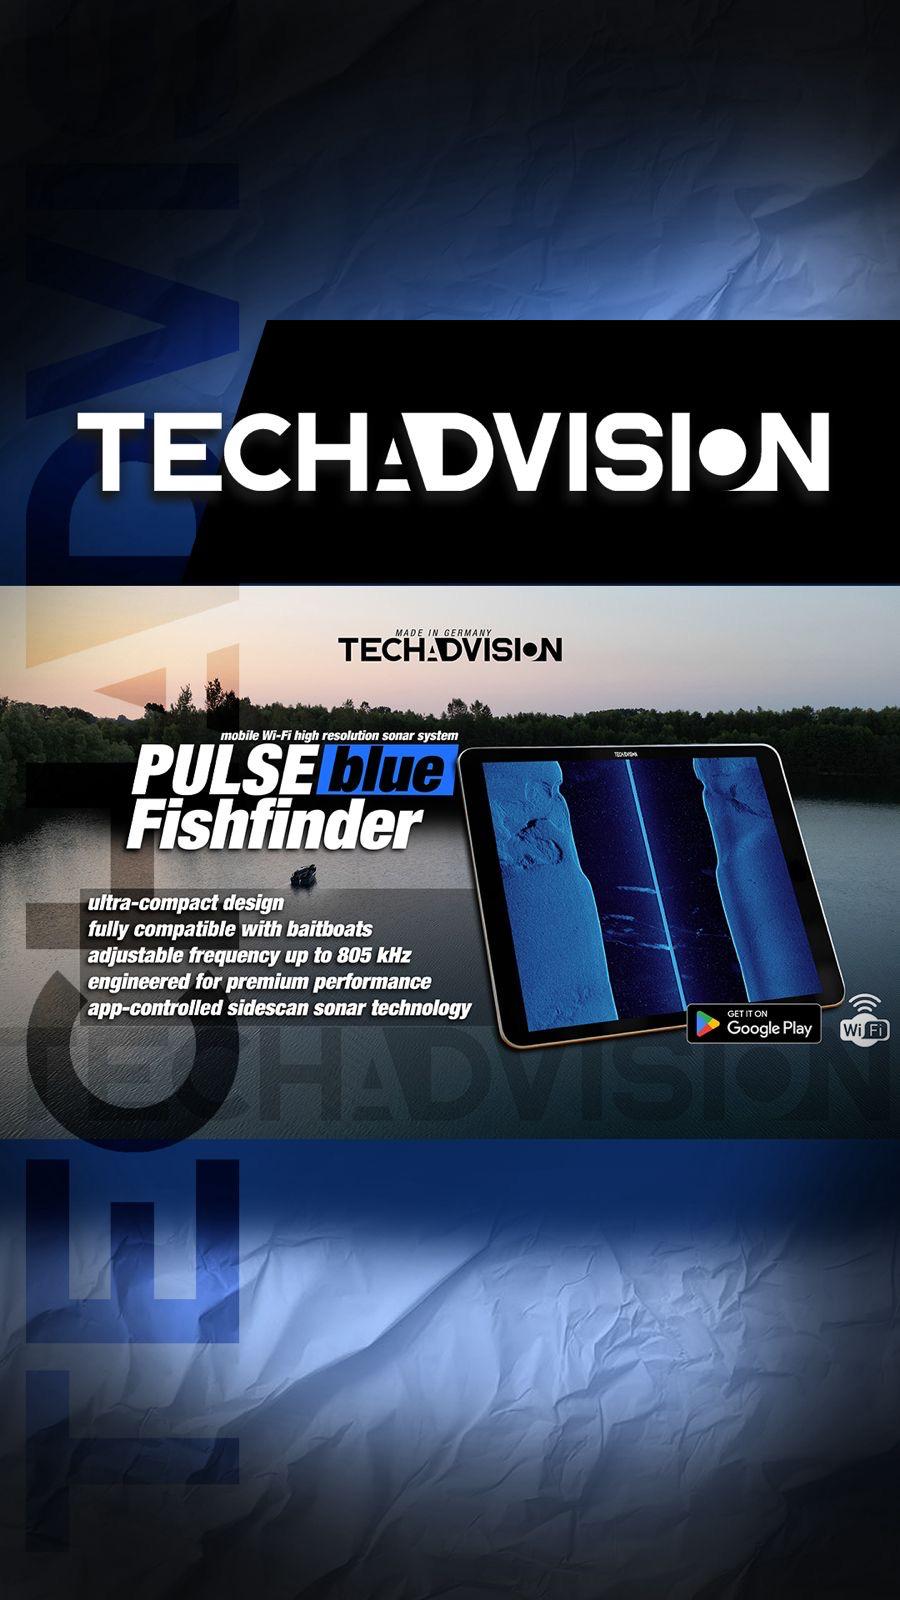 TECHADVISION
MADE IN GERMANY
TECHADVISION
mobile Wi-Fi high resolution sonar system
PULSE blue
Fishfinder
TECHADVISION
ultra-compact design
fully compatible with baitboats
adjustable frequency up to 805 kHz
engineered for premium performance
app-controlled sidescan sonar technology
GET IT ON
Google Play
Wi Fi
TECHADVISION
TECHADVIS